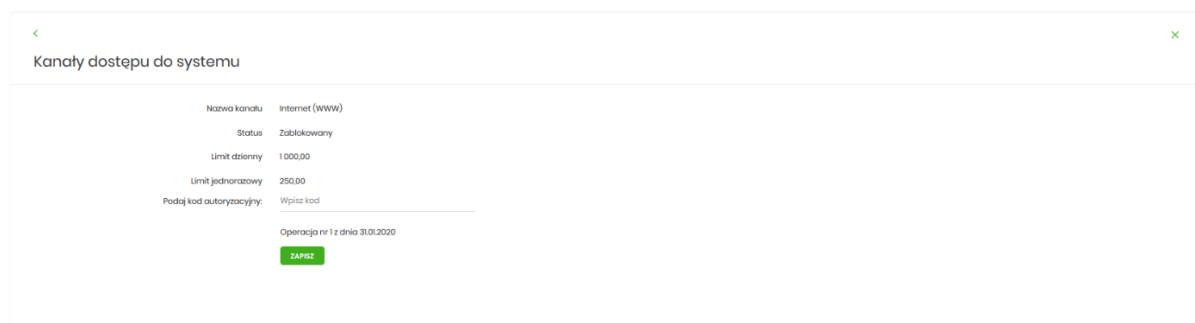 Kanały dostępu do systemu
Nazwa kanału Internet (WWW)
Status Zablokowany
Limit dzienny 1 000,00
Limit jednorazowy 250,00
Podaj kod autoryzacyjny: Wpisz kod
Operacja nr 1 z dnia 31.01.2020
ZAPISZ